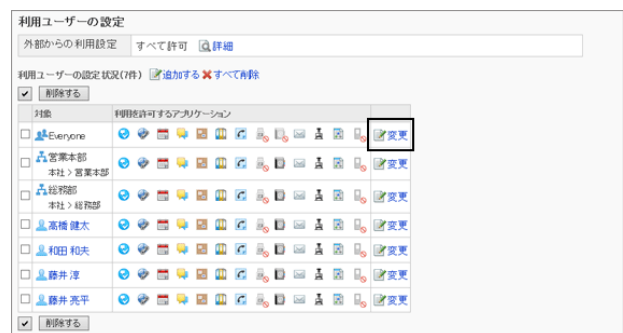 利用ユーザーの設定
外部からの利用設定 すべて許可 詳細
利用ユーザーの設定状況(7件) 追加する すべて削除
削除する
対象 利用を許可するアプリケーション
Everyone 変更
営業本部
本社 > 営業本部 変更
総務部
本社 > 総務部 変更
高橋 健太 変更
和田 和夫 変更
藤井 淳 変更
藤井 亮平 変更
削除する